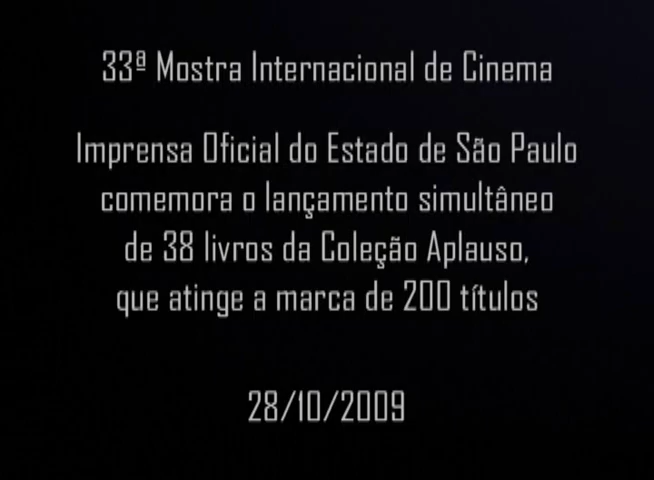 33ª Mostra Internacional de Cinema
Imprensa Oficial do Estado de São Paulo
comemora o lançamento simultâneo
de 38 livros da Coleção Aplauso,
que atinge a marca de 200 títulos
28/10/2009